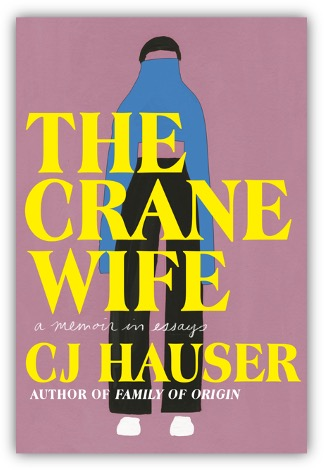 THE
CRANE
WIFE
a memoir in essays
CJ HAUSER
AUTHOR OF FAMILY OF ORIGIN